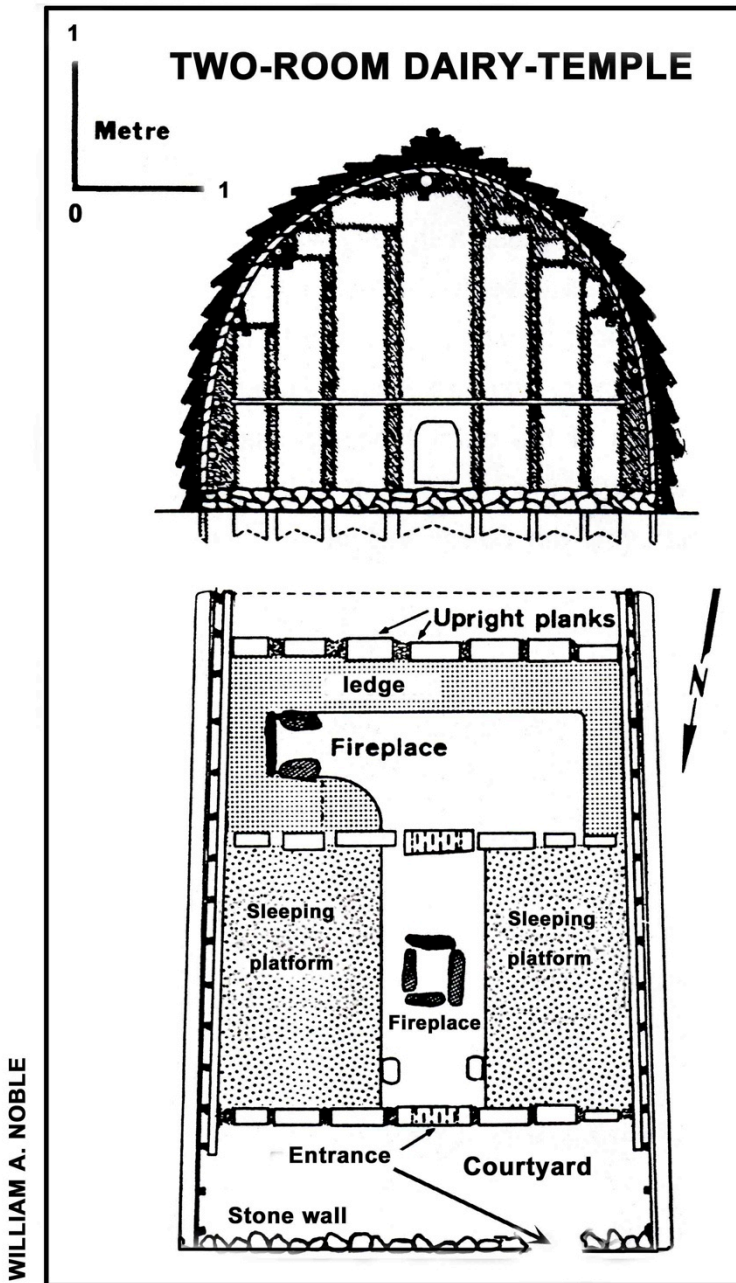 1
TWO-ROOM DAIRY-TEMPLE
Metre
0
1
Upright planks
ledge
Fireplace
N
Sleeping
platform
Sleeping
platform
Fireplace
Entrance
Courtyard
Stone wall
WILLIAM A. NOBLE